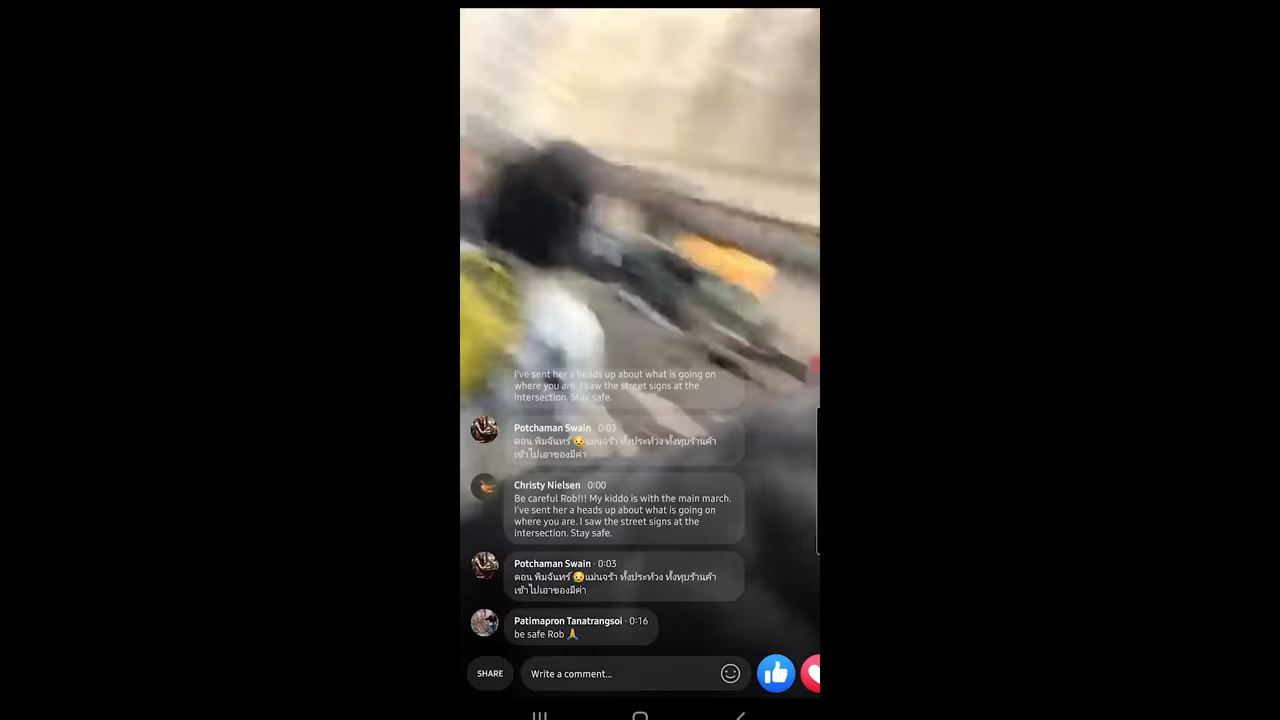 I've sent her a heads up about what is going on
where you are. I saw the street signs at the
intersection. Stay safe.
Potchaman Swain · 0:03
ตอน พิมจันทร์ 😢แม่นจร้า ทั้งประท้วง ทั้งทุบร้านค้า
เข้าไปเอาของมีค่า
Christy Nielsen · 0:00
Be careful Rob!!! My kiddo is with the main march.
I've sent her a heads up about what is going on
where you are. I saw the street signs at the
intersection. Stay safe.
Potchaman Swain · 0:03
ตอน พิมจันทร์ 😢แม่นจร้า ทั้งประท้วง ทั้งทุบร้านค้า
เข้าไปเอาของมีค่า
Patimapron Tanatrangsoi · 0:16
be safe Rob 🙏
SHARE
Write a comment...